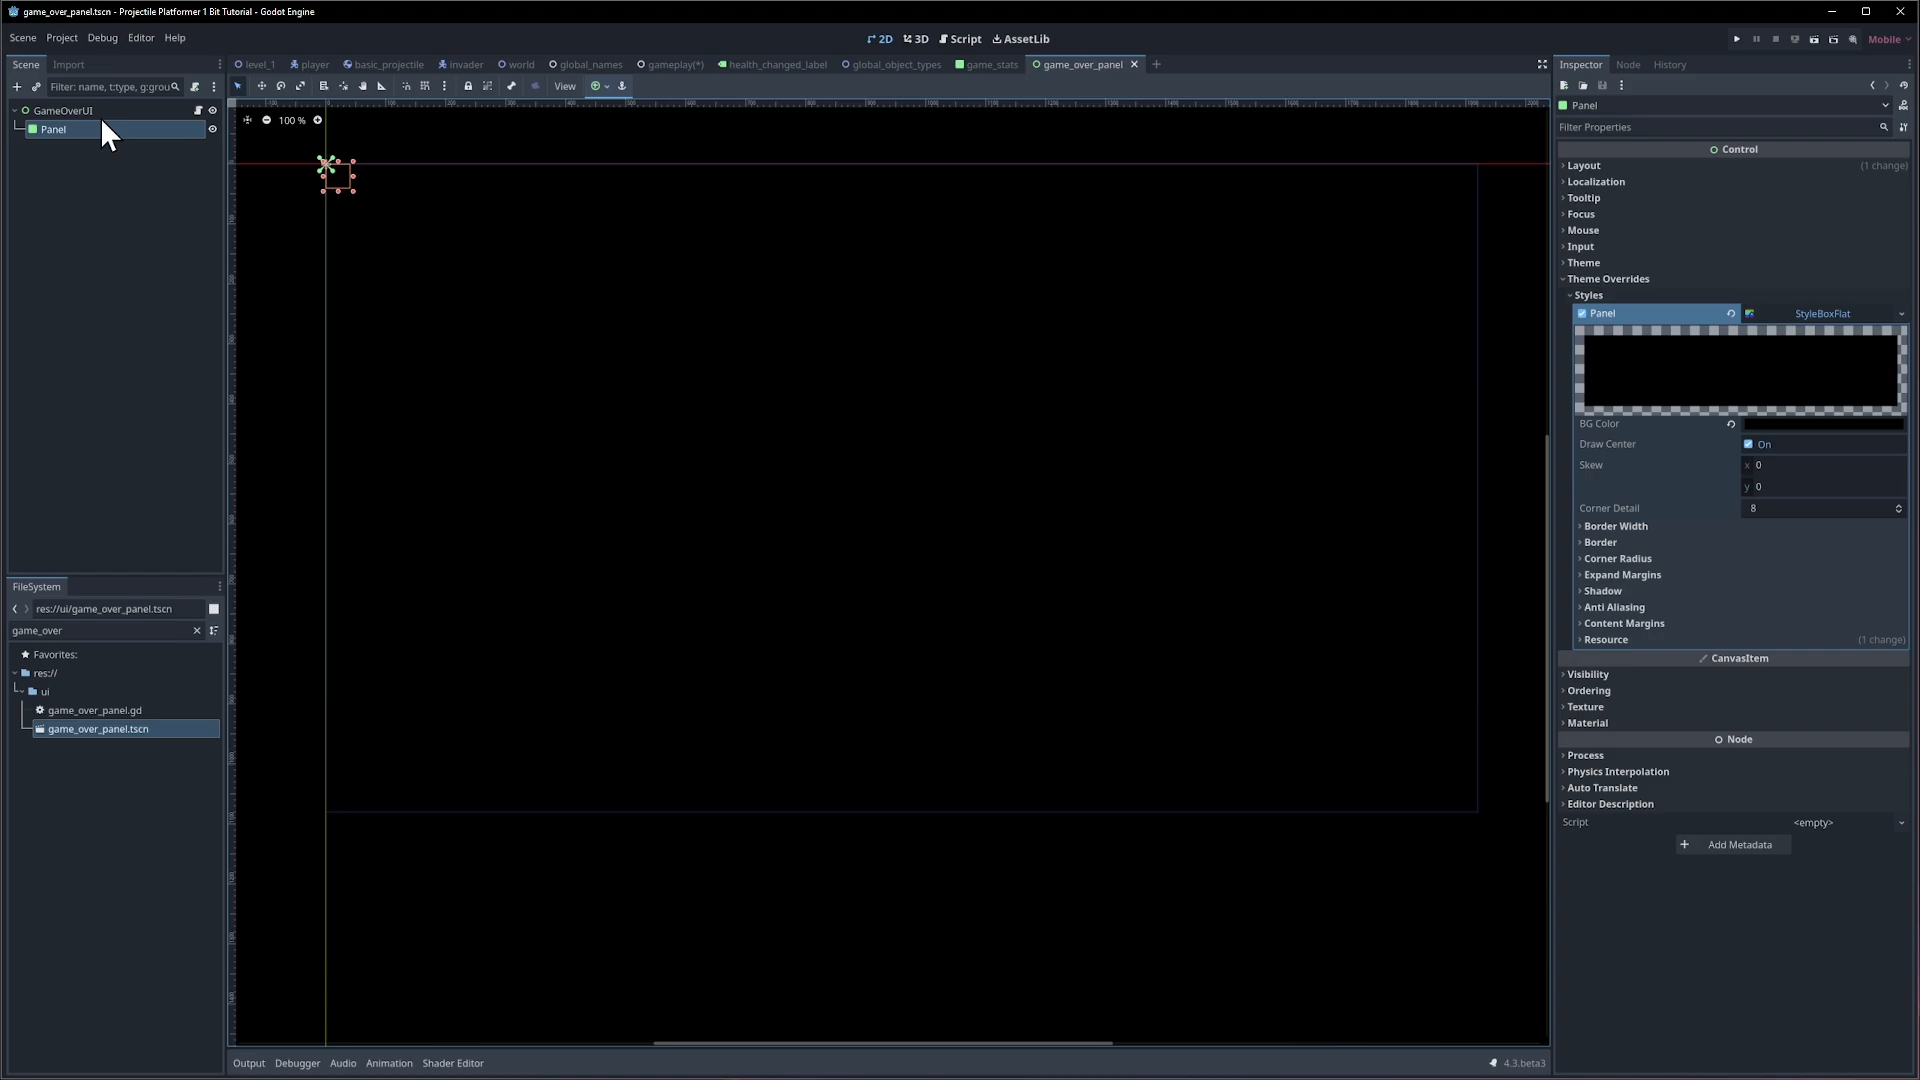 game_over_panel.tscn - Projectile Platformer 1 Bit Tutorial - Godot Engine
Scene Project Debug Editor Help
2D 3D Script AssetLib
Mobile
Scene Import
level_1 player basic_projectile invader world global_names gameplay(*) health_changed_label global_object_types game_stats game_over_panel
Inspector Node History
Filter: name, t:type, g:grou
View
100 %
GameOverUI
Panel
Panel
Filter Properties
Control
Layout (1 change)
Localization
Tooltip
Focus
Mouse
Input
Theme
Theme Overrides
Styles
Panel StyleBoxFlat
BG Color
Draw Center On
Skew x 0
y 0
Corner Detail 8
Border Width
Border
Corner Radius
Expand Margins
Shadow
Anti Aliasing
Content Margins
Resource (1 change)
CanvasItem
Visibility
Ordering
Texture
Material
Node
Process
Physics Interpolation
Auto Translate
Editor Description
Script <empty>
Add Metadata
FileSystem
res://ui/game_over_panel.tscn
game_over
Favorites:
res://
ui
game_over_panel.gd
game_over_panel.tscn
Output Debugger Audio Animation Shader Editor
4.3.beta3